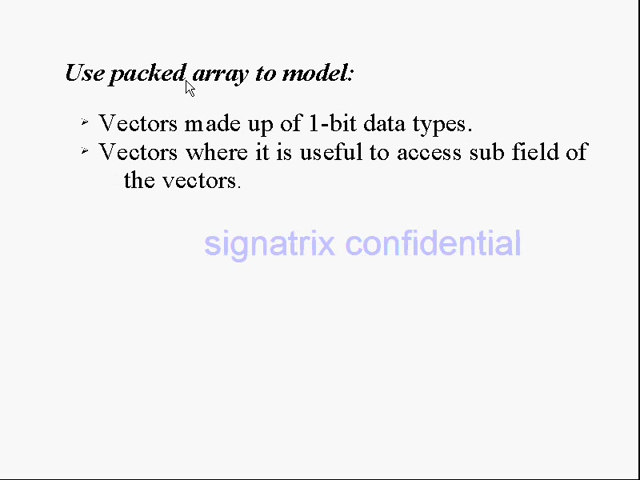 Use packed array to model:
Vectors made up of 1-bit data types.
Vectors where it is useful to access sub field of
the vectors.
signatrix confidential